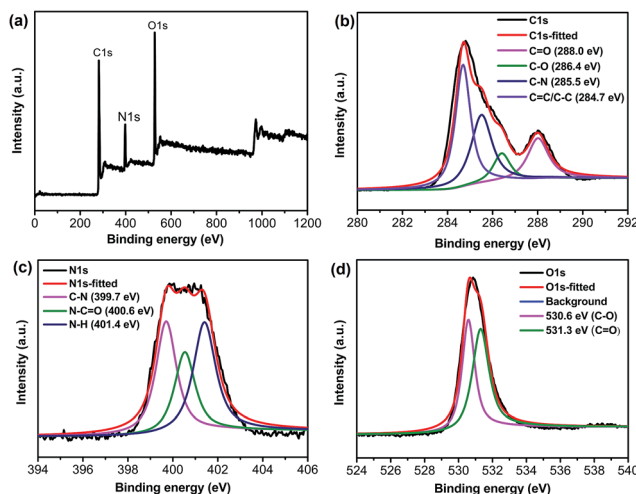 (a)
C1s
N1s
O1s
Intensity (a.u.)
0 200 400 600 800 1000 1200
Binding energy (eV)
(b)
C1s
C1s-fitted
C=O (288.0 eV)
C-O (286.4 eV)
C-N (285.5 eV)
C=C/C-C (284.7 eV)
Intensity (a.u.)
280 282 284 286 288 290 292
Binding energy (eV)
(c)
N1s
N1s-fitted
C-N (399.7 eV)
N-C=O (400.6 eV)
N-H (401.4 eV)
Intensity (a.u.)
394 396 398 400 402 404 406
Binding energy (eV)
(d)
O1s
O1s-fitted
Background
530.6 eV (C-O)
531.3 eV (C=O)
Intensity (a.u.)
524 526 528 530 532 534 536 538 540
Binding energy (eV)